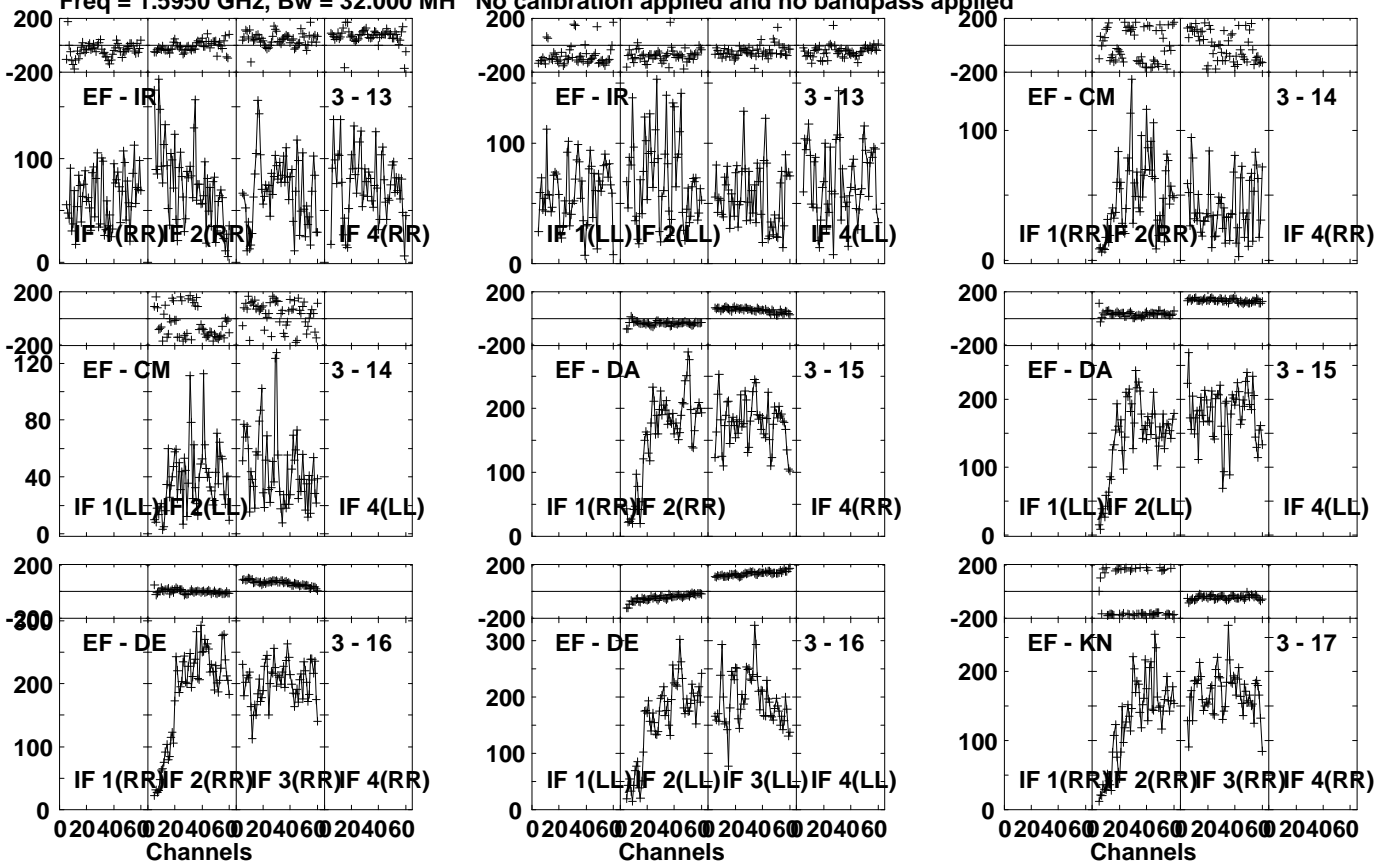 Freq = 1.5950 GHz, Bw = 32.000 MH No calibration applied and no bandpass applied
200
-200
EF - IR
3 - 13
100
0
IF 1(RR)
IF 2(RR)
IF 4(RR)
EF - IR
3 - 13
200
-200
100
0
IF 1(LL)
IF 2(LL)
IF 4(LL)
200
-200
EF - CM
3 - 14
100
0
IF 1(RR)
IF 2(RR)
IF 4(RR)
200
-200
EF - CM
3 - 14
120
80
40
0
IF 1(LL)
IF 2(LL)
IF 4(LL)
200
-200
EF - DA
3 - 15
200
100
0
IF 1(RR)
IF 2(RR)
IF 4(RR)
200
-200
EF - DA
3 - 15
200
100
0
IF 1(LL)
IF 2(LL)
IF 4(LL)
200
-200
EF - DE
3 - 16
300
200
100
0
IF 1(RR)
IF 2(RR)
IF 3(RR)
IF 4(RR)
0 20 40 60 0 20 40 60 0 20 40 60 0 20 40 60
Channels
200
-200
EF - DE
3 - 16
300
200
100
0
IF 1(LL)
IF 2(LL)
IF 3(LL)
IF 4(LL)
0 20 40 60 0 20 40 60 0 20 40 60 0 20 40 60
Channels
200
-200
EF - KN
3 - 17
200
100
0
IF 1(RR)
IF 2(RR)
IF 3(RR)
IF 4(RR)
0 20 40 60 0 20 40 60 0 20 40 60 0 20 40 60
Channels